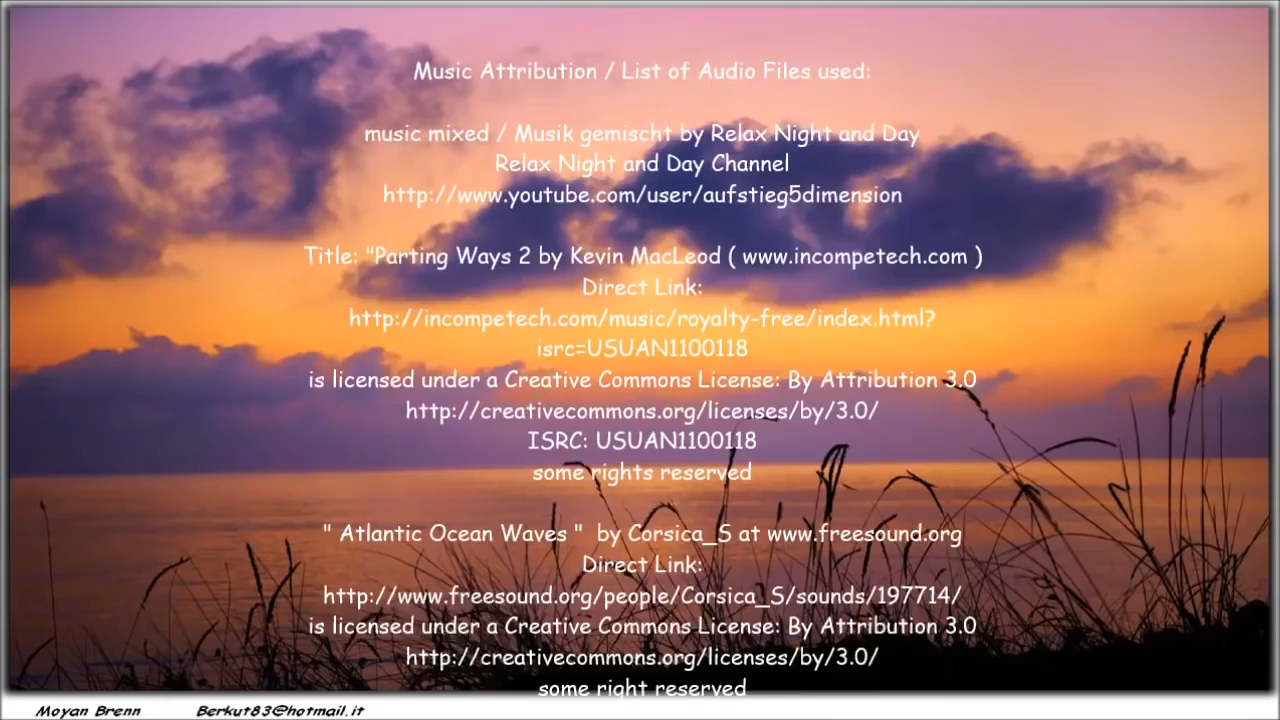 Music Attribution / List of Audio Files used:
music mixed / Musik gemischt by Relax Night and Day
Relax Night and Day Channel
http://www.youtube.com/user/aufstieg5dimension
Title: "Parting Ways 2 by Kevin MacLeod ( www.incompetech.com )
Direct Link:
http://incompetech.com/music/royalty-free/index.html?
isrc=USUAN1100118
is licensed under a Creative Commons License: By Attribution 3.0
http://creativecommons.org/licenses/by/3.0/
ISRC: USUAN1100118
some rights reserved
" Atlantic Ocean Waves "  by Corsica_S at www.freesound.org
Direct Link:
http://www.freesound.org/people/Corsica_S/sounds/197714/
is licensed under a Creative Commons License: By Attribution 3.0
http://creativecommons.org/licenses/by/3.0/
some right reserved
Moyan Brenn Berkut83@hotmail.it